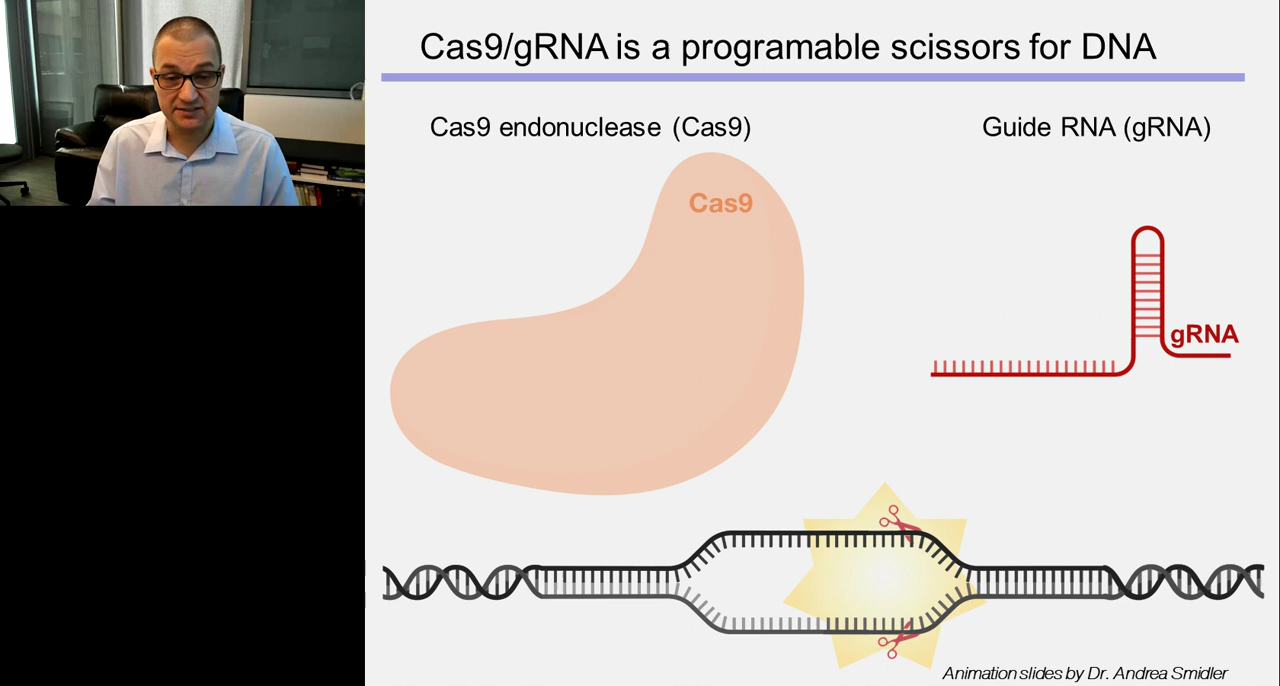 Cas9/gRNA is a programable scissors for DNA
Cas9 endonuclease (Cas9)
Guide RNA (gRNA)
Cas9
gRNA
Animation slides by Dr. Andrea Smidler